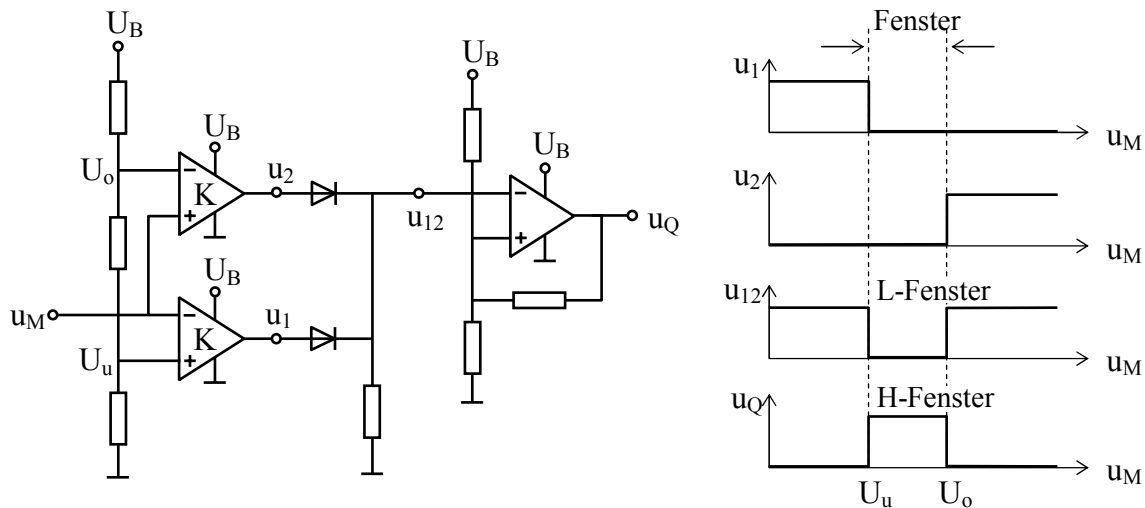 U_B
U_o
U_u
u_M
−
+
K
U_B
−
+
K
U_B
u_2
u_1
u_12
U_B
U_B
−
+
u_Q
Fenster
u_1
u_M
u_2
u_M
u_12
L-Fenster
u_M
u_Q
H-Fenster
u_M
U_u
U_o